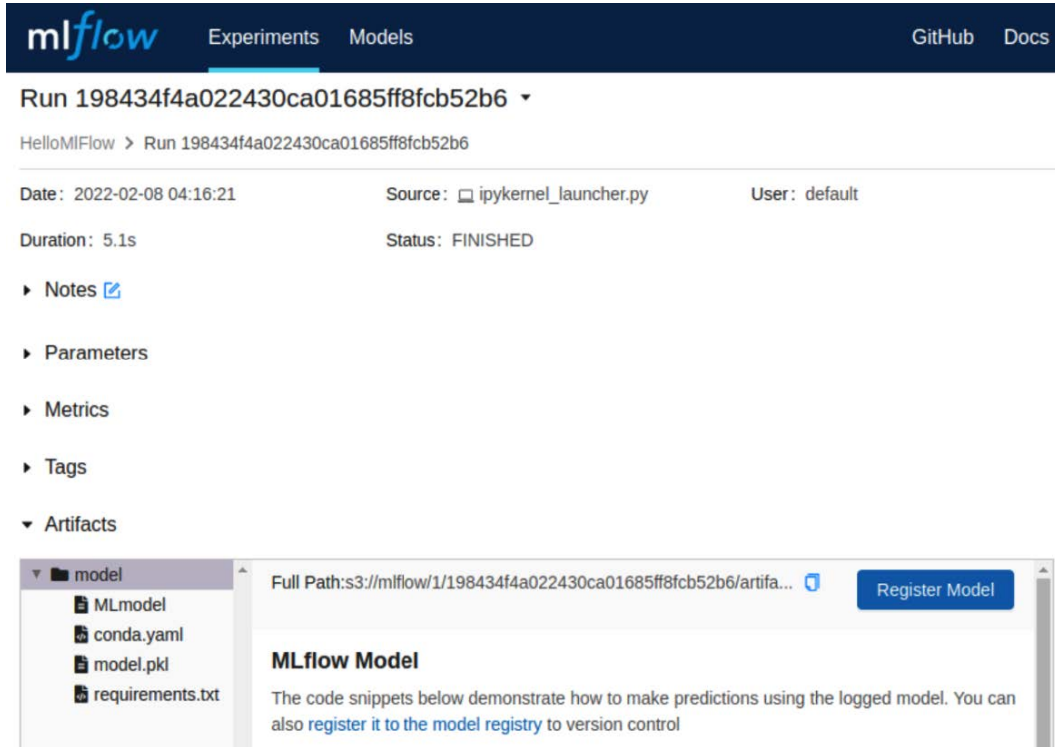 mlflow Experiments Models GitHub Docs
Run 198434f4a022430ca01685ff8fcb52b6
HelloMlFlow > Run 198434f4a022430ca01685ff8fcb52b6
Date: 2022-02-08 04:16:21 Source: ipykernel_launcher.py User: default
Duration: 5.1s Status: FINISHED
Notes
Parameters
Metrics
Tags
Artifacts
model
MLmodel
conda.yaml
model.pkl
requirements.txt
Full Path:s3://mlflow/1/198434f4a022430ca01685ff8fcb52b6/artifa...
Register Model
MLflow Model
The code snippets below demonstrate how to make predictions using the logged model. You can
also register it to the model registry to version control